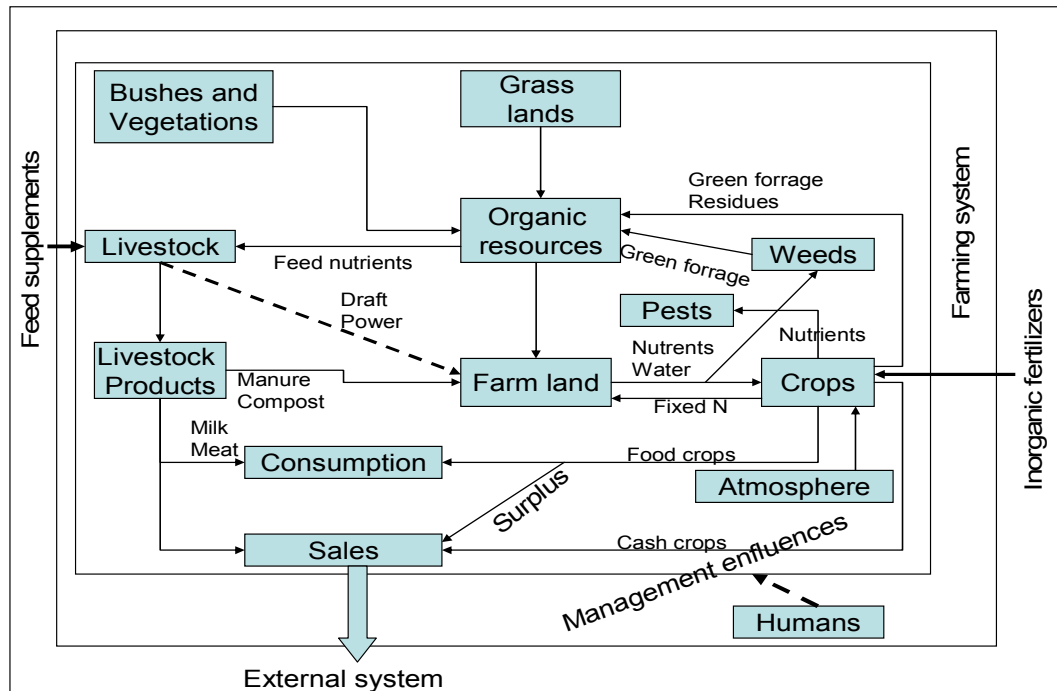 Bushes and
Vegetations
Grass
lands
Green forrage
Residues
Organic
resources
Livestock
Feed nutrients
Green forrage
Weeds
Draft
Power
Pests
Nutrients
Livestock
Products
Manure
Compost
Farm land
Nutrents
Water
Crops
Fixed N
Milk
Meat
Consumption
Food crops
Surplus
Atmosphere
Sales
Cash crops
Management enfluences
Humans
External system
Feed supplements
Farming system
Inorganic fertilizers